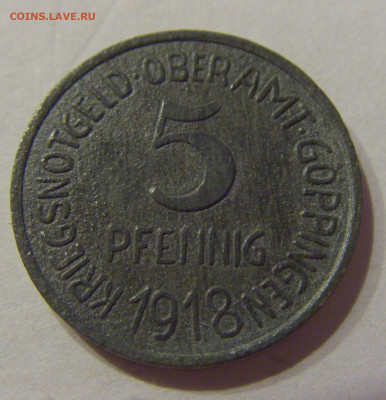 COINS.LAVE.RU
KRIEGSNOTGELD·OBERAMT·GÖPPINGEN
5
PFENNIG
1918